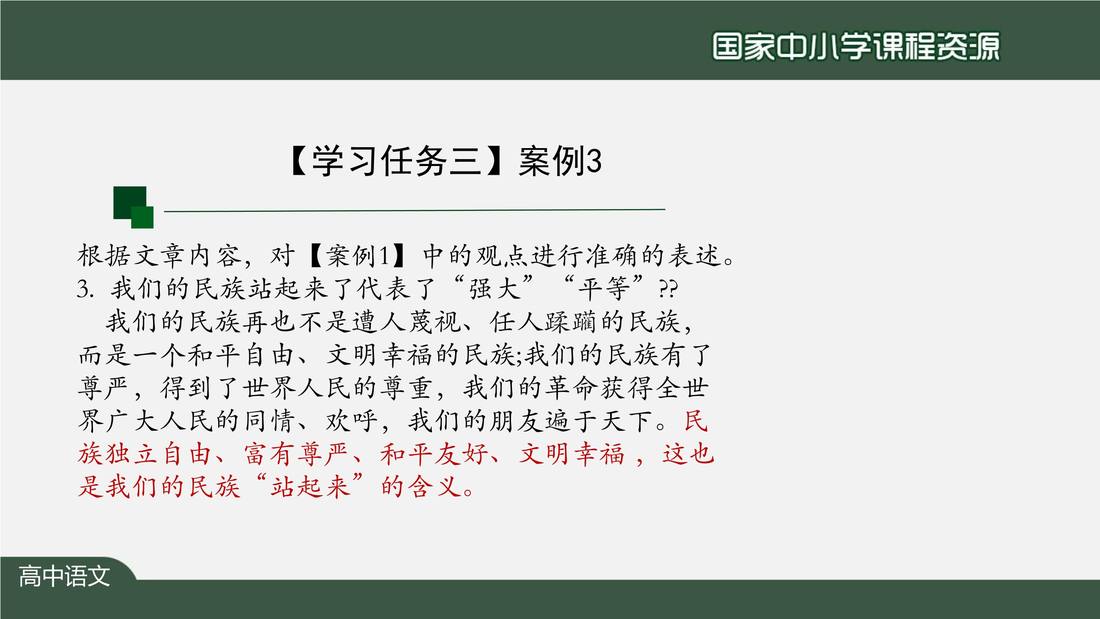 国家中小学课程资源
【学习任务三】案例3
根据文章内容，对【案例1】中的观点进行准确的表述。
3. 我们的民族站起来了代表了“强大”“平等”??
我们的民族再也不是遭人蔑视、任人蹂躏的民族，
而是一个和平自由、文明幸福的民族;我们的民族有了
尊严，得到了世界人民的尊重，我们的革命获得全世
界广大人民的同情、欢呼，我们的朋友遍于天下。民
族独立自由、富有尊严、和平友好、文明幸福，这也
是我们的民族“站起来”的含义。
高中语文